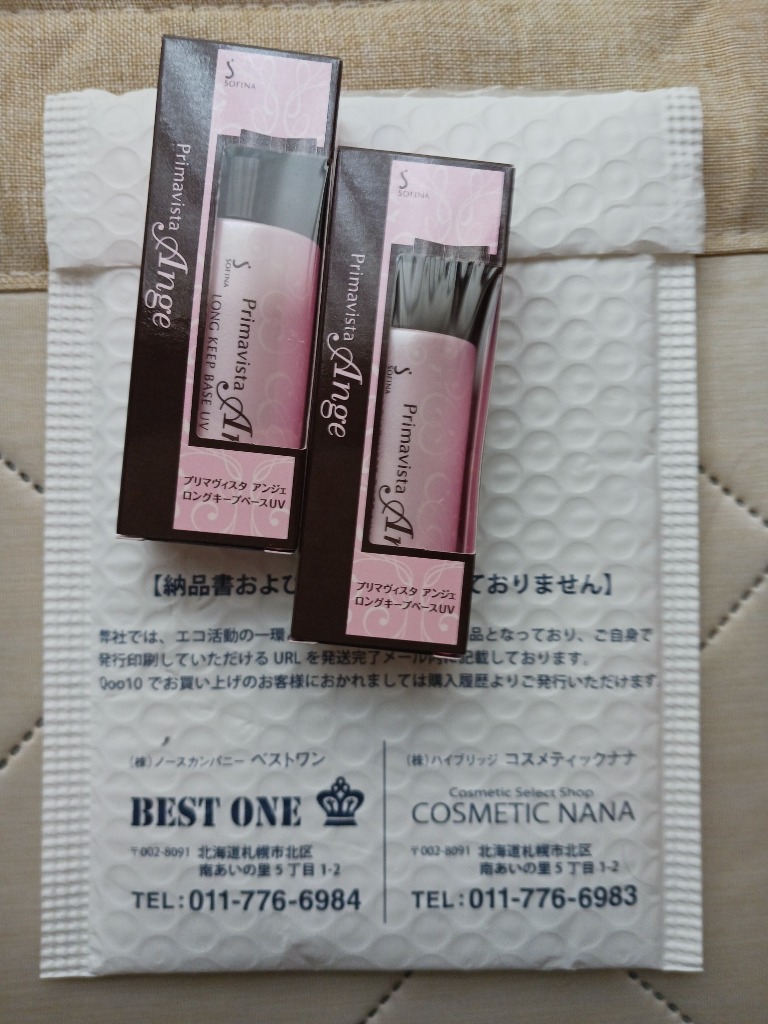 SOFINA
Primavista
Ange
SOFINA
Primavista
LONG KEEP BASE UV
プリマヴィスタ アンジェ
ロングキープベースUV
SOFINA
Primavista
Ange
SOFINA
Primavista
プリマヴィスタ アンジェ
ロングキープベースUV
【納品書およびておりません】
弊社では、エコ活動の一環品となっており、ご自身で
発行印刷していただける URL を発送完了メール内に記載しております。
Qoo10 でお買い上げのお客様におかれましては購入履歴よりご発行いただけます
(株)ノースカンパニー ベストワン
BEST ONE
〒002-8091 北海道札幌市北区
南あいの里5丁目1-2
TEL:011-776-6984
(株)ハイブリッジ コスメティックナナ
Cosmetic Select Shop
COSMETIC NANA
〒002-8091 北海道札幌市北区
南あいの里5丁目1-2
TEL:011-776-6983